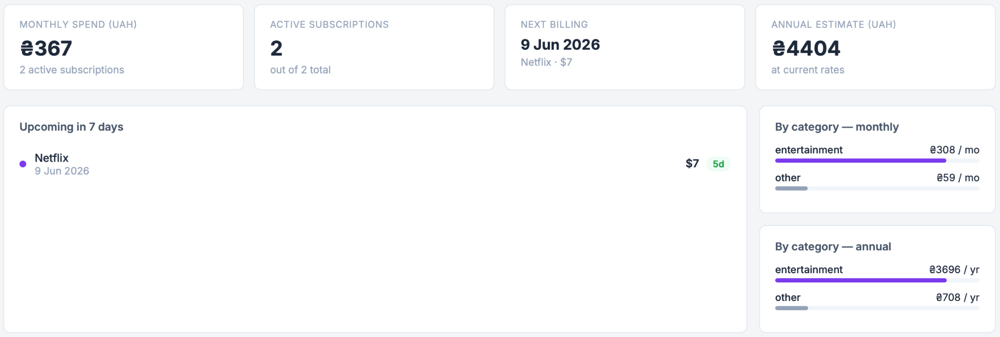 MONTHLY SPEND (UAH)
₴367
2 active subscriptions
ACTIVE SUBSCRIPTIONS
2
out of 2 total
NEXT BILLING
9 Jun 2026
Netflix · $7
ANNUAL ESTIMATE (UAH)
₴4404
at current rates
Upcoming in 7 days
Netflix
9 Jun 2026
$7 5d
By category — monthly
entertainment ₴308 / mo
other ₴59 / mo
By category — annual
entertainment ₴3696 / yr
other ₴708 / yr